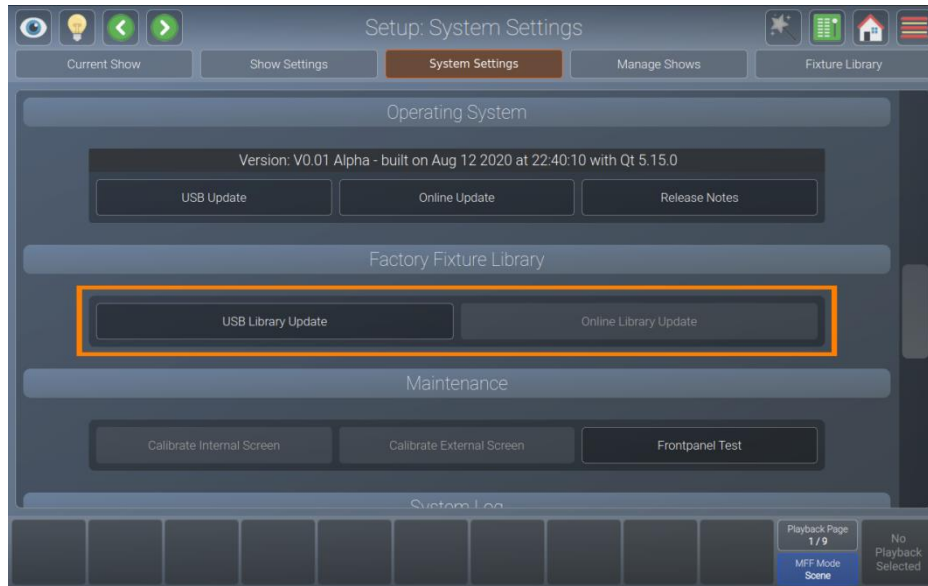 Setup: System Settings
Current Show
Show Settings
System Settings
Manage Shows
Fixture Library
Operating System
Version: V0.01 Alpha - built on Aug 12 2020 at 22:40:10 with Qt 5.15.0
USB Update
Online Update
Release Notes
Factory Fixture Library
USB Library Update
Online Library Update
Maintenance
Calibrate Internal Screen
Calibrate External Screen
Frontpanel Test
System Log
Playback Page
1 / 9
MFF Mode
Scene
No
Playback
Selected